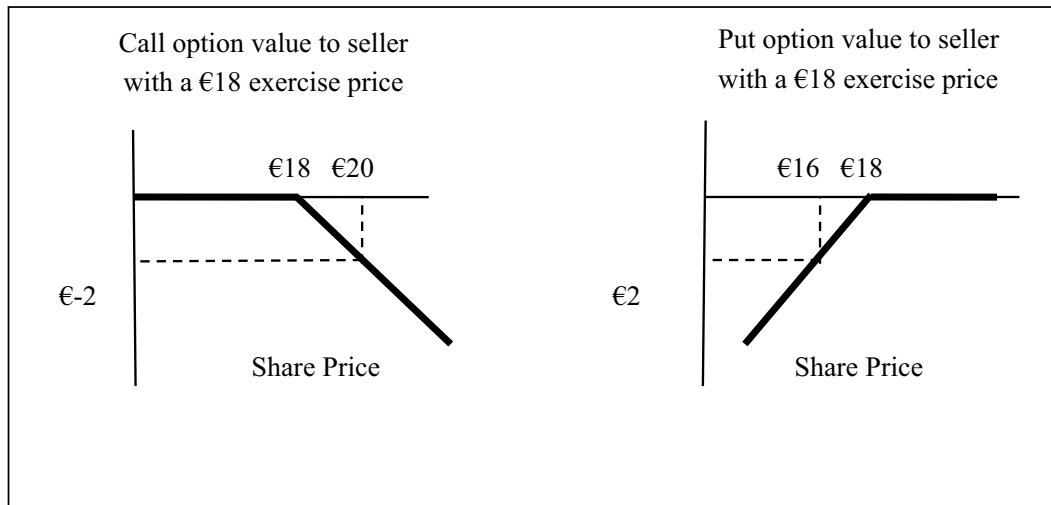 Call option value to seller
with a €18 exercise price
€18 €20
€-2
Share Price
Put option value to seller
with a €18 exercise price
€16 €18
€2
Share Price